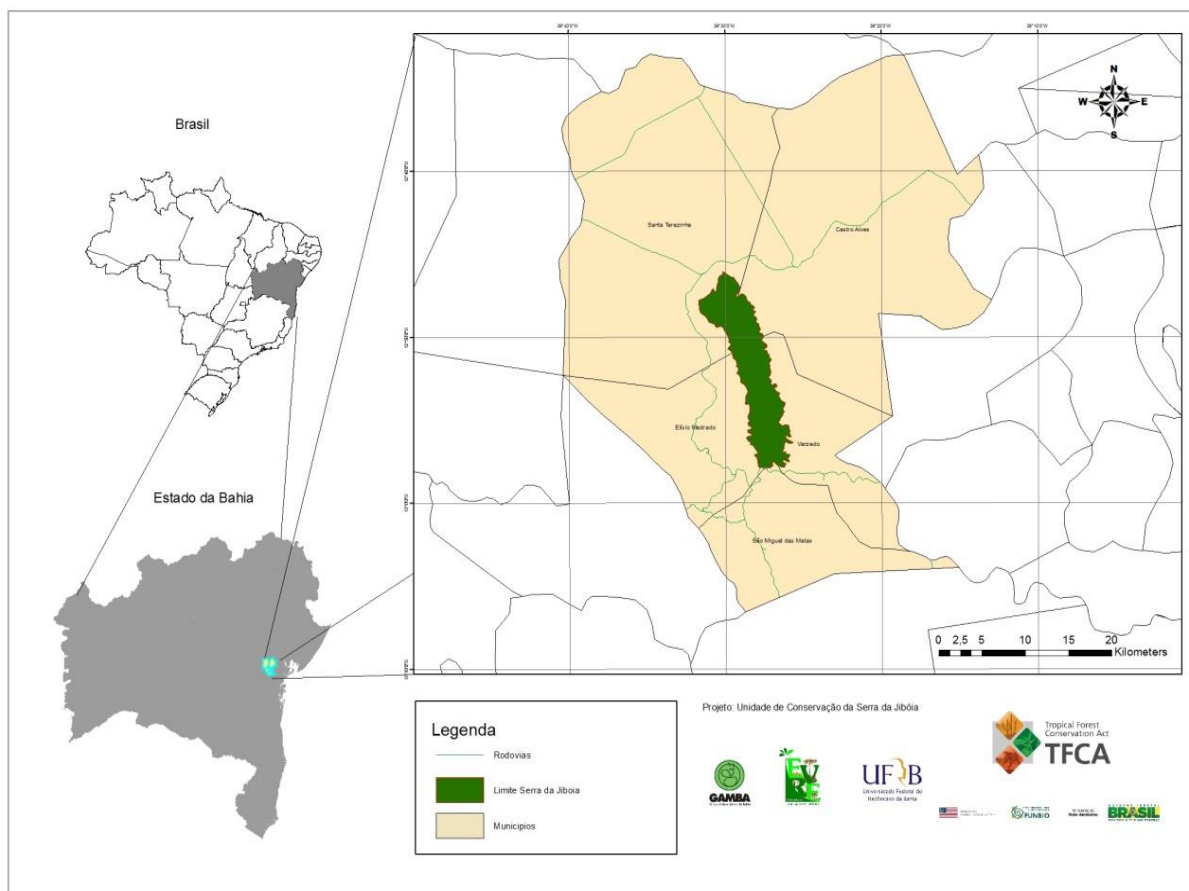 Brasil
Estado da Bahia
N
W E
S
Santa Terezinha
Castro Alves
Elísio Medrado
Varzedo
São Miguel das Matas
0 2,5 5 10 15 20
Kilometers
Legenda
Rodovias
Limite Serra da Jiboia
Municipios
Projeto: Unidade de Conservação da Serra da Jibóia
GAMBA
UFRB
Universidade Federal do
Recôncavo da Bahia
Tropical Forest
Conservation Act
TFCA
FUNBIO
Meio Ambiente
BRASIL